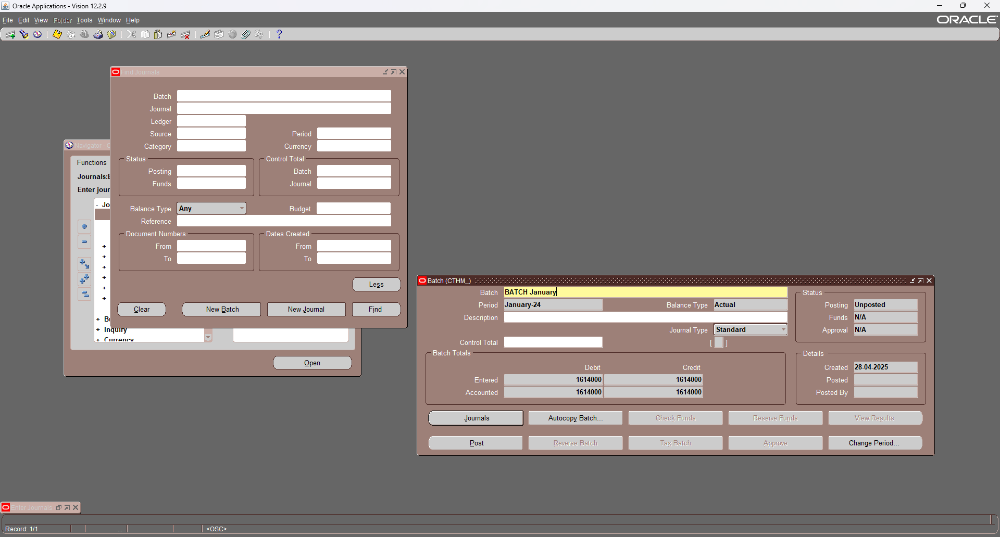 Oracle Applications - Vision 12.2.9
File Edit View Folder Tools Window Help
ORACLE
Find Journals
Batch
Journal
Ledger
Source Period
Category Currency
Status Control Total
Posting Batch
Funds Journal
Balance Type Any Budget
Reference
Document Numbers Dates Created
From From
To To
Less
Clear New Batch New Journal Find
Navigator - C
Functions
Journals:E
Enter jour
- Jo
+
+
+
+
+
+
+ B
+ Inquiry
+ Currency
Open
Batch (CTHM_)
Batch BATCH January Status
Period January-24 Balance Type Actual Posting Unposted
Description Funds N/A
Journal Type Standard Approval N/A
Control Total [ ]
Batch Totals Details
Debit Credit Created 28-04-2025
Entered 1614000 1614000 Posted
Accounted 1614000 1614000 Posted By
Journals Autocopy Batch... Check Funds Reserve Funds View Results
Post Reverse Batch Tax Batch Approve Change Period...
Enter Journals
Record: 1/1 ... <OSC>